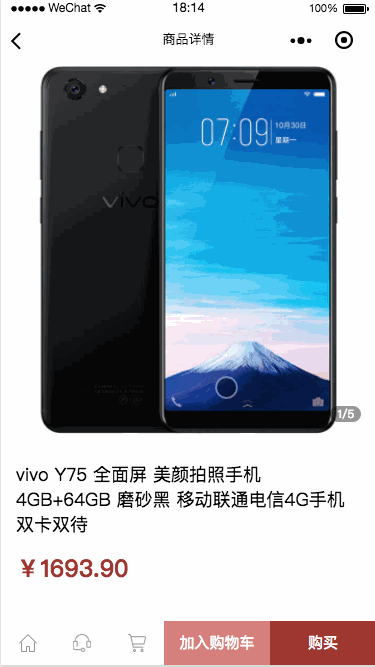 WeChat
18:14
100%
商品详情
vivo
07:09
10月30日
星期一
1/5
vivo Y75 全面屏 美颜拍照手机
4GB+64GB 磨砂黑 移动联通电信4G手机
双卡双待
￥1693.90
加入购物车
购买